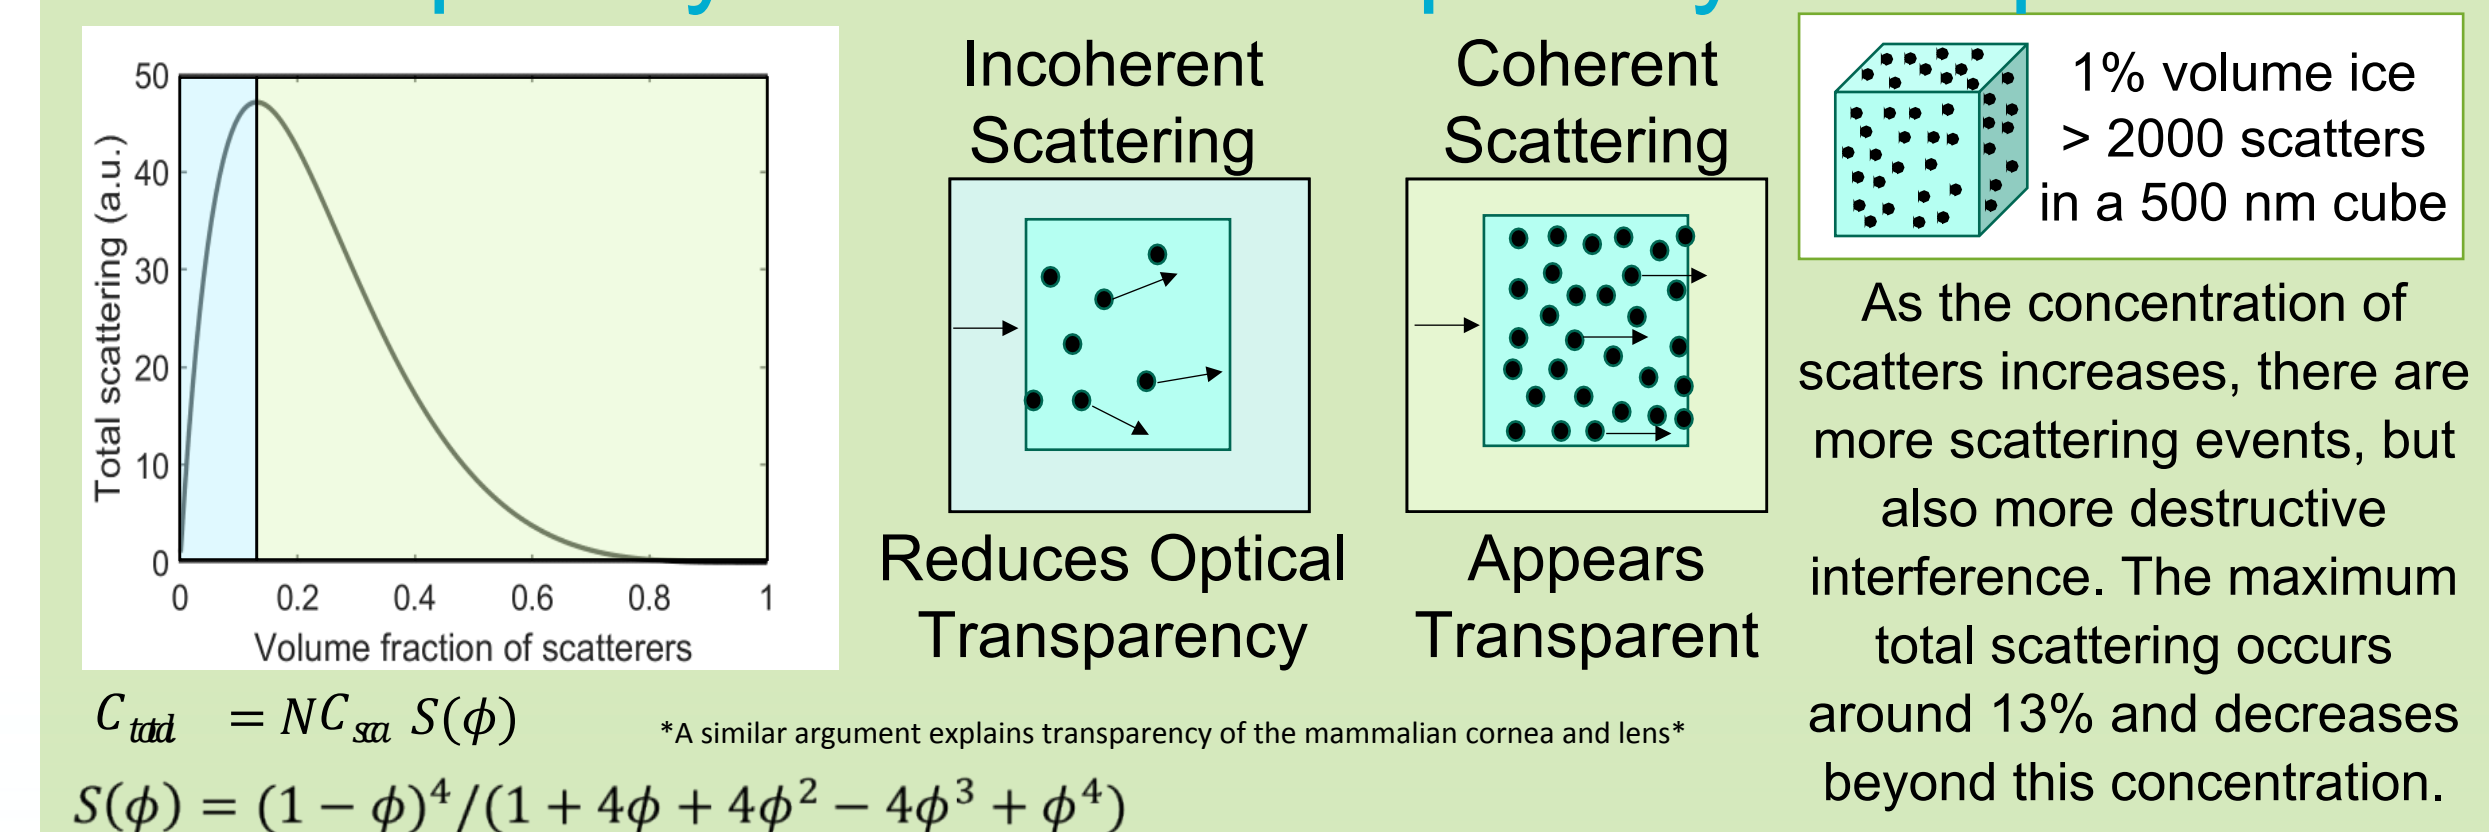 50
40
30
20
10
0
Total scattering (a.u.)
0 0.2 0.4 0.6 0.8 1
Volume fraction of scatterers
Incoherent
Scattering
Reduces Optical
Transparency
Coherent
Scattering
Appears
Transparent
1% volume ice
> 2000 scatters
in a 500 nm cube
As the concentration of
scatters increases, there are
more scattering events, but
also more destructive
interference. The maximum
total scattering occurs
around 13% and decreases
beyond this concentration.
C_total = NC_sca S(ϕ)
*A similar argument explains transparency of the mammalian cornea and lens*
S(ϕ) = (1 − ϕ)⁴/(1 + 4ϕ + 4ϕ² − 4ϕ³ + ϕ⁴)